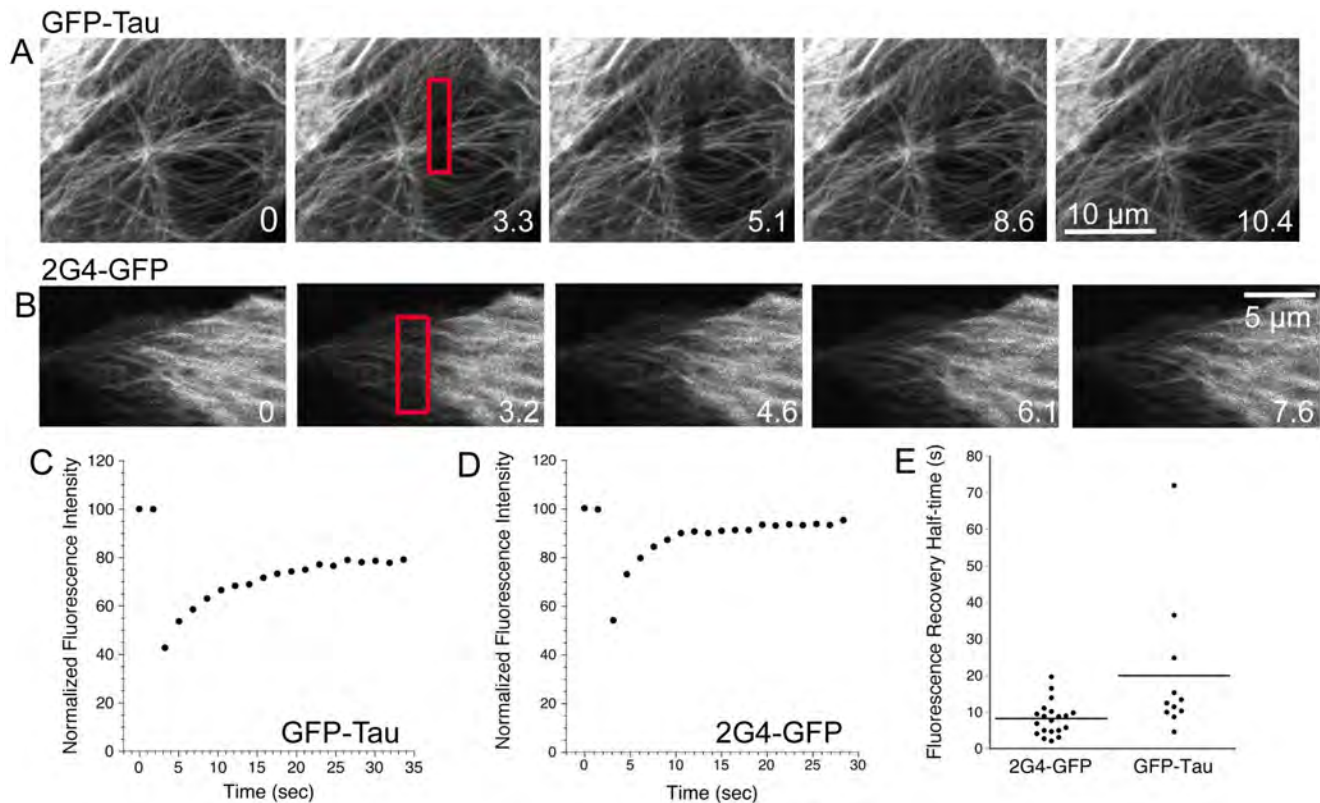 GFP-Tau
A
0
3.3
5.1
8.6
10 µm
10.4
2G4-GFP
B
0
3.2
4.6
6.1
5 µm
7.6
C
Normalized Fluorescence Intensity
120
100
80
60
40
20
0
0 5 10 15 20 25 30 35
Time (sec)
GFP-Tau
D
Normalized Fluorescence Intensity
120
100
80
60
40
20
0
0 5 10 15 20 25 30
Time (sec)
2G4-GFP
E
Fluorescence Recovery Half-time (s)
80
70
60
50
40
30
20
10
0
2G4-GFP GFP-Tau